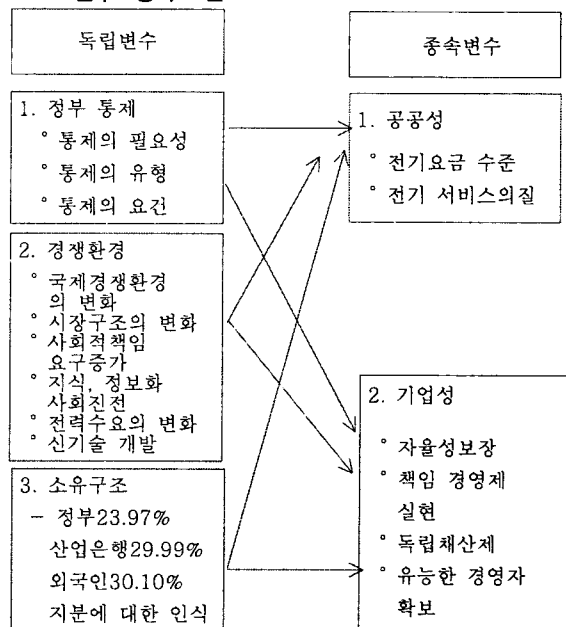 독립변수
종속변수
1. 정부 통제
° 통제의 필요성
° 통제의 유형
° 통제의 요건
2. 경쟁환경
° 국제경쟁환경
의 변화
° 시장구조의 변화
° 사회적책임
요구증가
° 지식, 정보화
사회진전
° 전력수요의 변화
° 신기술 개발
3. 소유구조
- 정부23.97%
산업은행29.99%
외국인30.10%
지분에 대한 인식
1. 공공성
° 전기요금 수준
° 전기 서비스의질
2. 기업성
° 자율성보장
° 책임 경영제
실현
° 독립채산제
° 유능한 경영자
확보